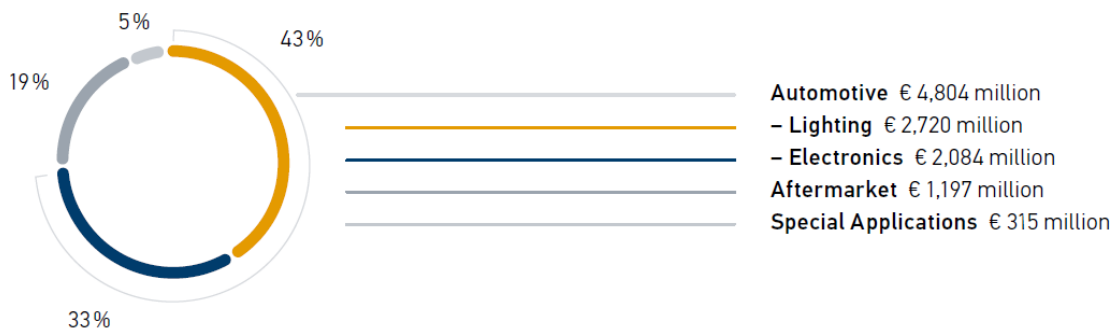 5 %
43 %
19 %
33 %
Automotive € 4,804 million
– Lighting € 2,720 million
– Electronics € 2,084 million
Aftermarket € 1,197 million
Special Applications € 315 million